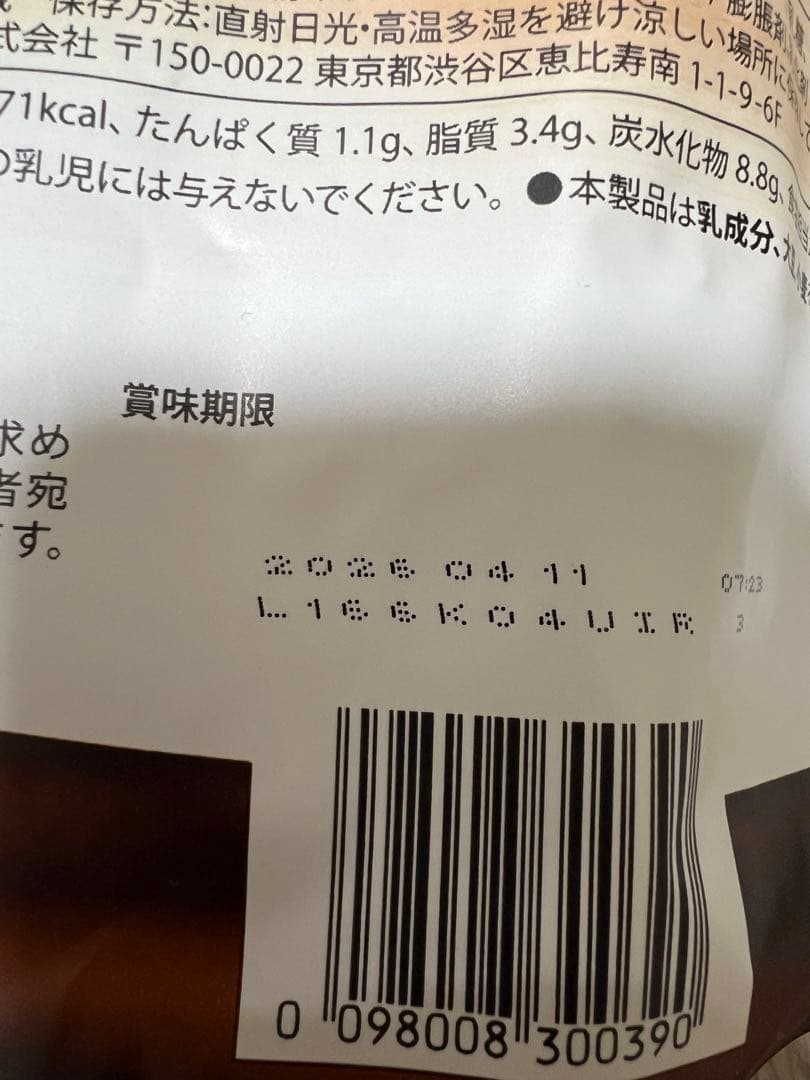 保存方法:直射日光・高温多湿を避け涼しい場所に
膨脹剤
式会社 〒150-0022 東京都渋谷区恵比寿南 1-1-9-6F
71kcal、たんぱく質 1.1g、脂質 3.4g、炭水化物 8.8g、
の乳児には与えないでください。 ●本製品は乳成分、
賞味期限
求め
者宛
す。
2026 04 11
07:23
L166K04UIR
3
0 098008 300390